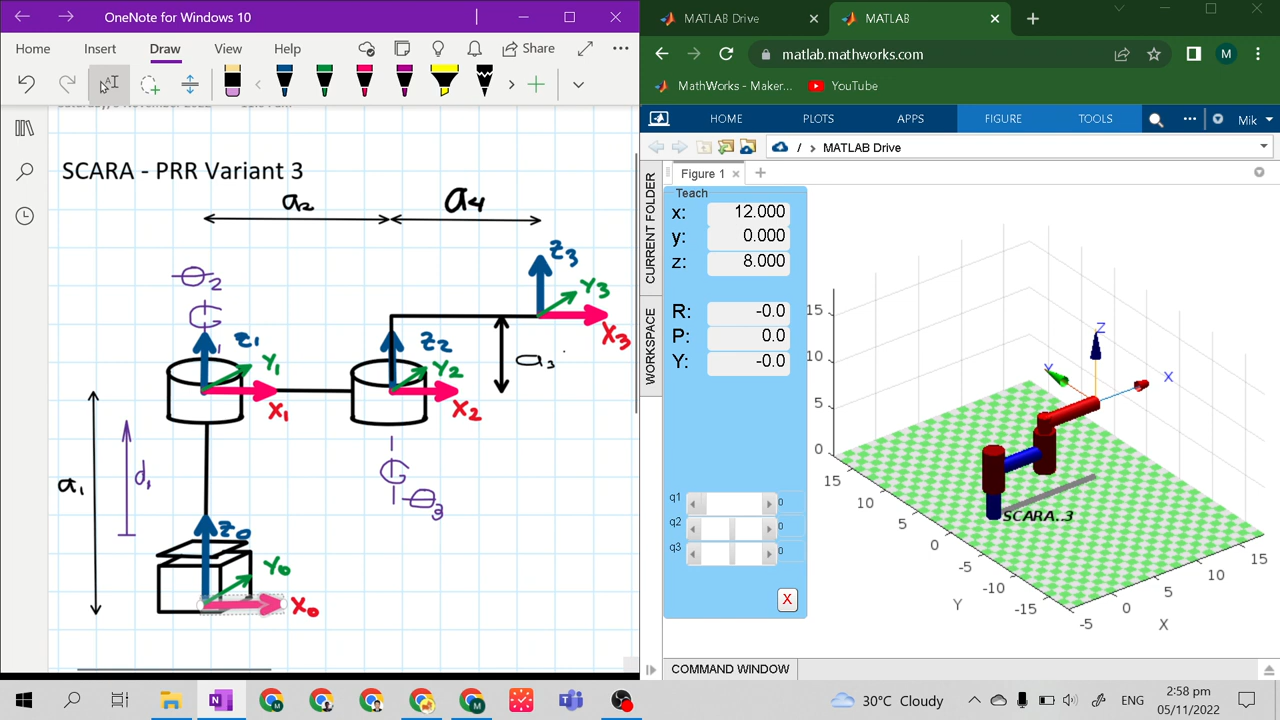 OneNote for Windows 10
Home Insert Draw View Help Share
SCARA - PRR Variant 3
a2 a4
Z3
Y3
X3
θ2
Z1
Y1
X1
Z2
Y2
X2
a3
a1
d1
θ3
Z0
Y0
X0
MATLAB Drive
MATLAB
matlab.mathworks.com
M
MathWorks - Maker...
YouTube
HOME PLOTS APPS FIGURE TOOLS
Mik
/ MATLAB Drive
CURRENT FOLDER
WORKSPACE
Figure 1
Teach
x: 12.000
y: 0.000
z: 8.000
R: -0.0
P: 0.0
Y: -0.0
q1 0
q2 0
q3 0
X
15
10
5
0
15
10
5
0
-5
-10
-15
Y
-5
0
5
10
15
X
Z
X
SCARA..3
COMMAND WINDOW
30°C Cloudy
ENG
2:58 pm
05/11/2022